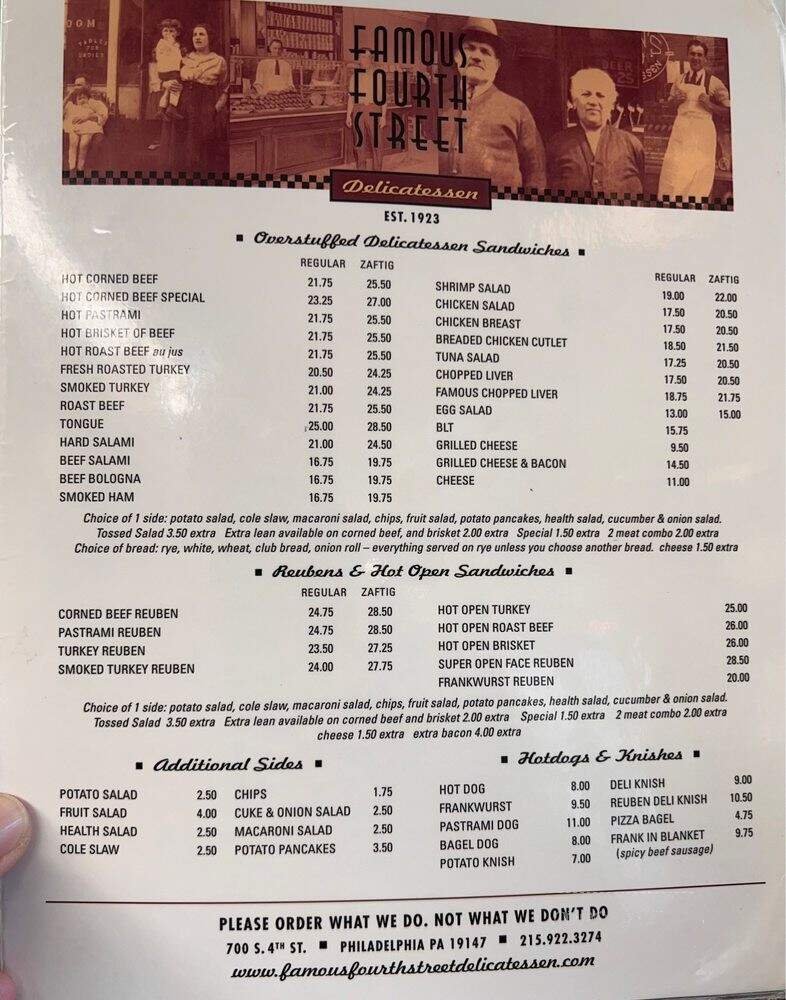 OOM
TABLES
FOR
LADIES
BEER
FAMOUS
FOURTH
STREET
Delicatessen
EST. 1923
■ Overstuffed Delicatessen Sandwiches ■
REGULAR ZAFTIG
HOT CORNED BEEF 21.75 25.50
HOT CORNED BEEF SPECIAL 23.25 27.00
HOT PASTRAMI 21.75 25.50
HOT BRISKET OF BEEF 21.75 25.50
HOT ROAST BEEF au jus 21.75 25.50
FRESH ROASTED TURKEY 20.50 24.25
SMOKED TURKEY 21.00 24.25
ROAST BEEF 21.75 25.50
TONGUE 25.00 28.50
HARD SALAMI 21.00 24.50
BEEF SALAMI 16.75 19.75
BEEF BOLOGNA 16.75 19.75
SMOKED HAM 16.75 19.75
REGULAR ZAFTIG
SHRIMP SALAD 19.00 22.00
CHICKEN SALAD 17.50 20.50
CHICKEN BREAST 17.50 20.50
BREADED CHICKEN CUTLET 18.50 21.50
TUNA SALAD 17.25 20.50
CHOPPED LIVER 17.50 20.50
FAMOUS CHOPPED LIVER 18.75 21.75
EGG SALAD 13.00 15.00
BLT 15.75
GRILLED CHEESE 9.50
GRILLED CHEESE & BACON 14.50
CHEESE 11.00
Choice of 1 side: potato salad, cole slaw, macaroni salad, chips, fruit salad, potato pancakes, health salad, cucumber & onion salad.
Tossed Salad 3.50 extra Extra lean available on corned beef, and brisket 2.00 extra Special 1.50 extra 2 meat combo 2.00 extra
Choice of bread: rye, white, wheat, club bread, onion roll – everything served on rye unless you choose another bread. cheese 1.50 extra
■ Reubens & Hot Open Sandwiches ■
REGULAR ZAFTIG
CORNED BEEF REUBEN 24.75 28.50
PASTRAMI REUBEN 24.75 28.50
TURKEY REUBEN 23.50 27.25
SMOKED TURKEY REUBEN 24.00 27.75
HOT OPEN TURKEY 25.00
HOT OPEN ROAST BEEF 26.00
HOT OPEN BRISKET 26.00
SUPER OPEN FACE REUBEN 28.50
FRANKWURST REUBEN 20.00
Choice of 1 side: potato salad, cole slaw, macaroni salad, chips, fruit salad, potato pancakes, health salad, cucumber & onion salad.
Tossed Salad 3.50 extra Extra lean available on corned beef and brisket 2.00 extra Special 1.50 extra 2 meat combo 2.00 extra
cheese 1.50 extra extra bacon 4.00 extra
■ Additional Sides ■
POTATO SALAD 2.50 CHIPS 1.75
FRUIT SALAD 4.00 CUKE & ONION SALAD 2.50
HEALTH SALAD 2.50 MACARONI SALAD 2.50
COLE SLAW 2.50 POTATO PANCAKES 3.50
■ Hotdogs & Knishes ■
HOT DOG 8.00 DELI KNISH 9.00
FRANKWURST 9.50 REUBEN DELI KNISH 10.50
PASTRAMI DOG 11.00 PIZZA BAGEL 4.75
BAGEL DOG 8.00 FRANK IN BLANKET 9.75
POTATO KNISH 7.00 (spicy beef sausage)
PLEASE ORDER WHAT WE DO. NOT WHAT WE DON'T DO
700 S. 4TH ST. ■ PHILADELPHIA PA 19147 ■ 215.922.3274
www.famousfourthstreetdelicatessen.com